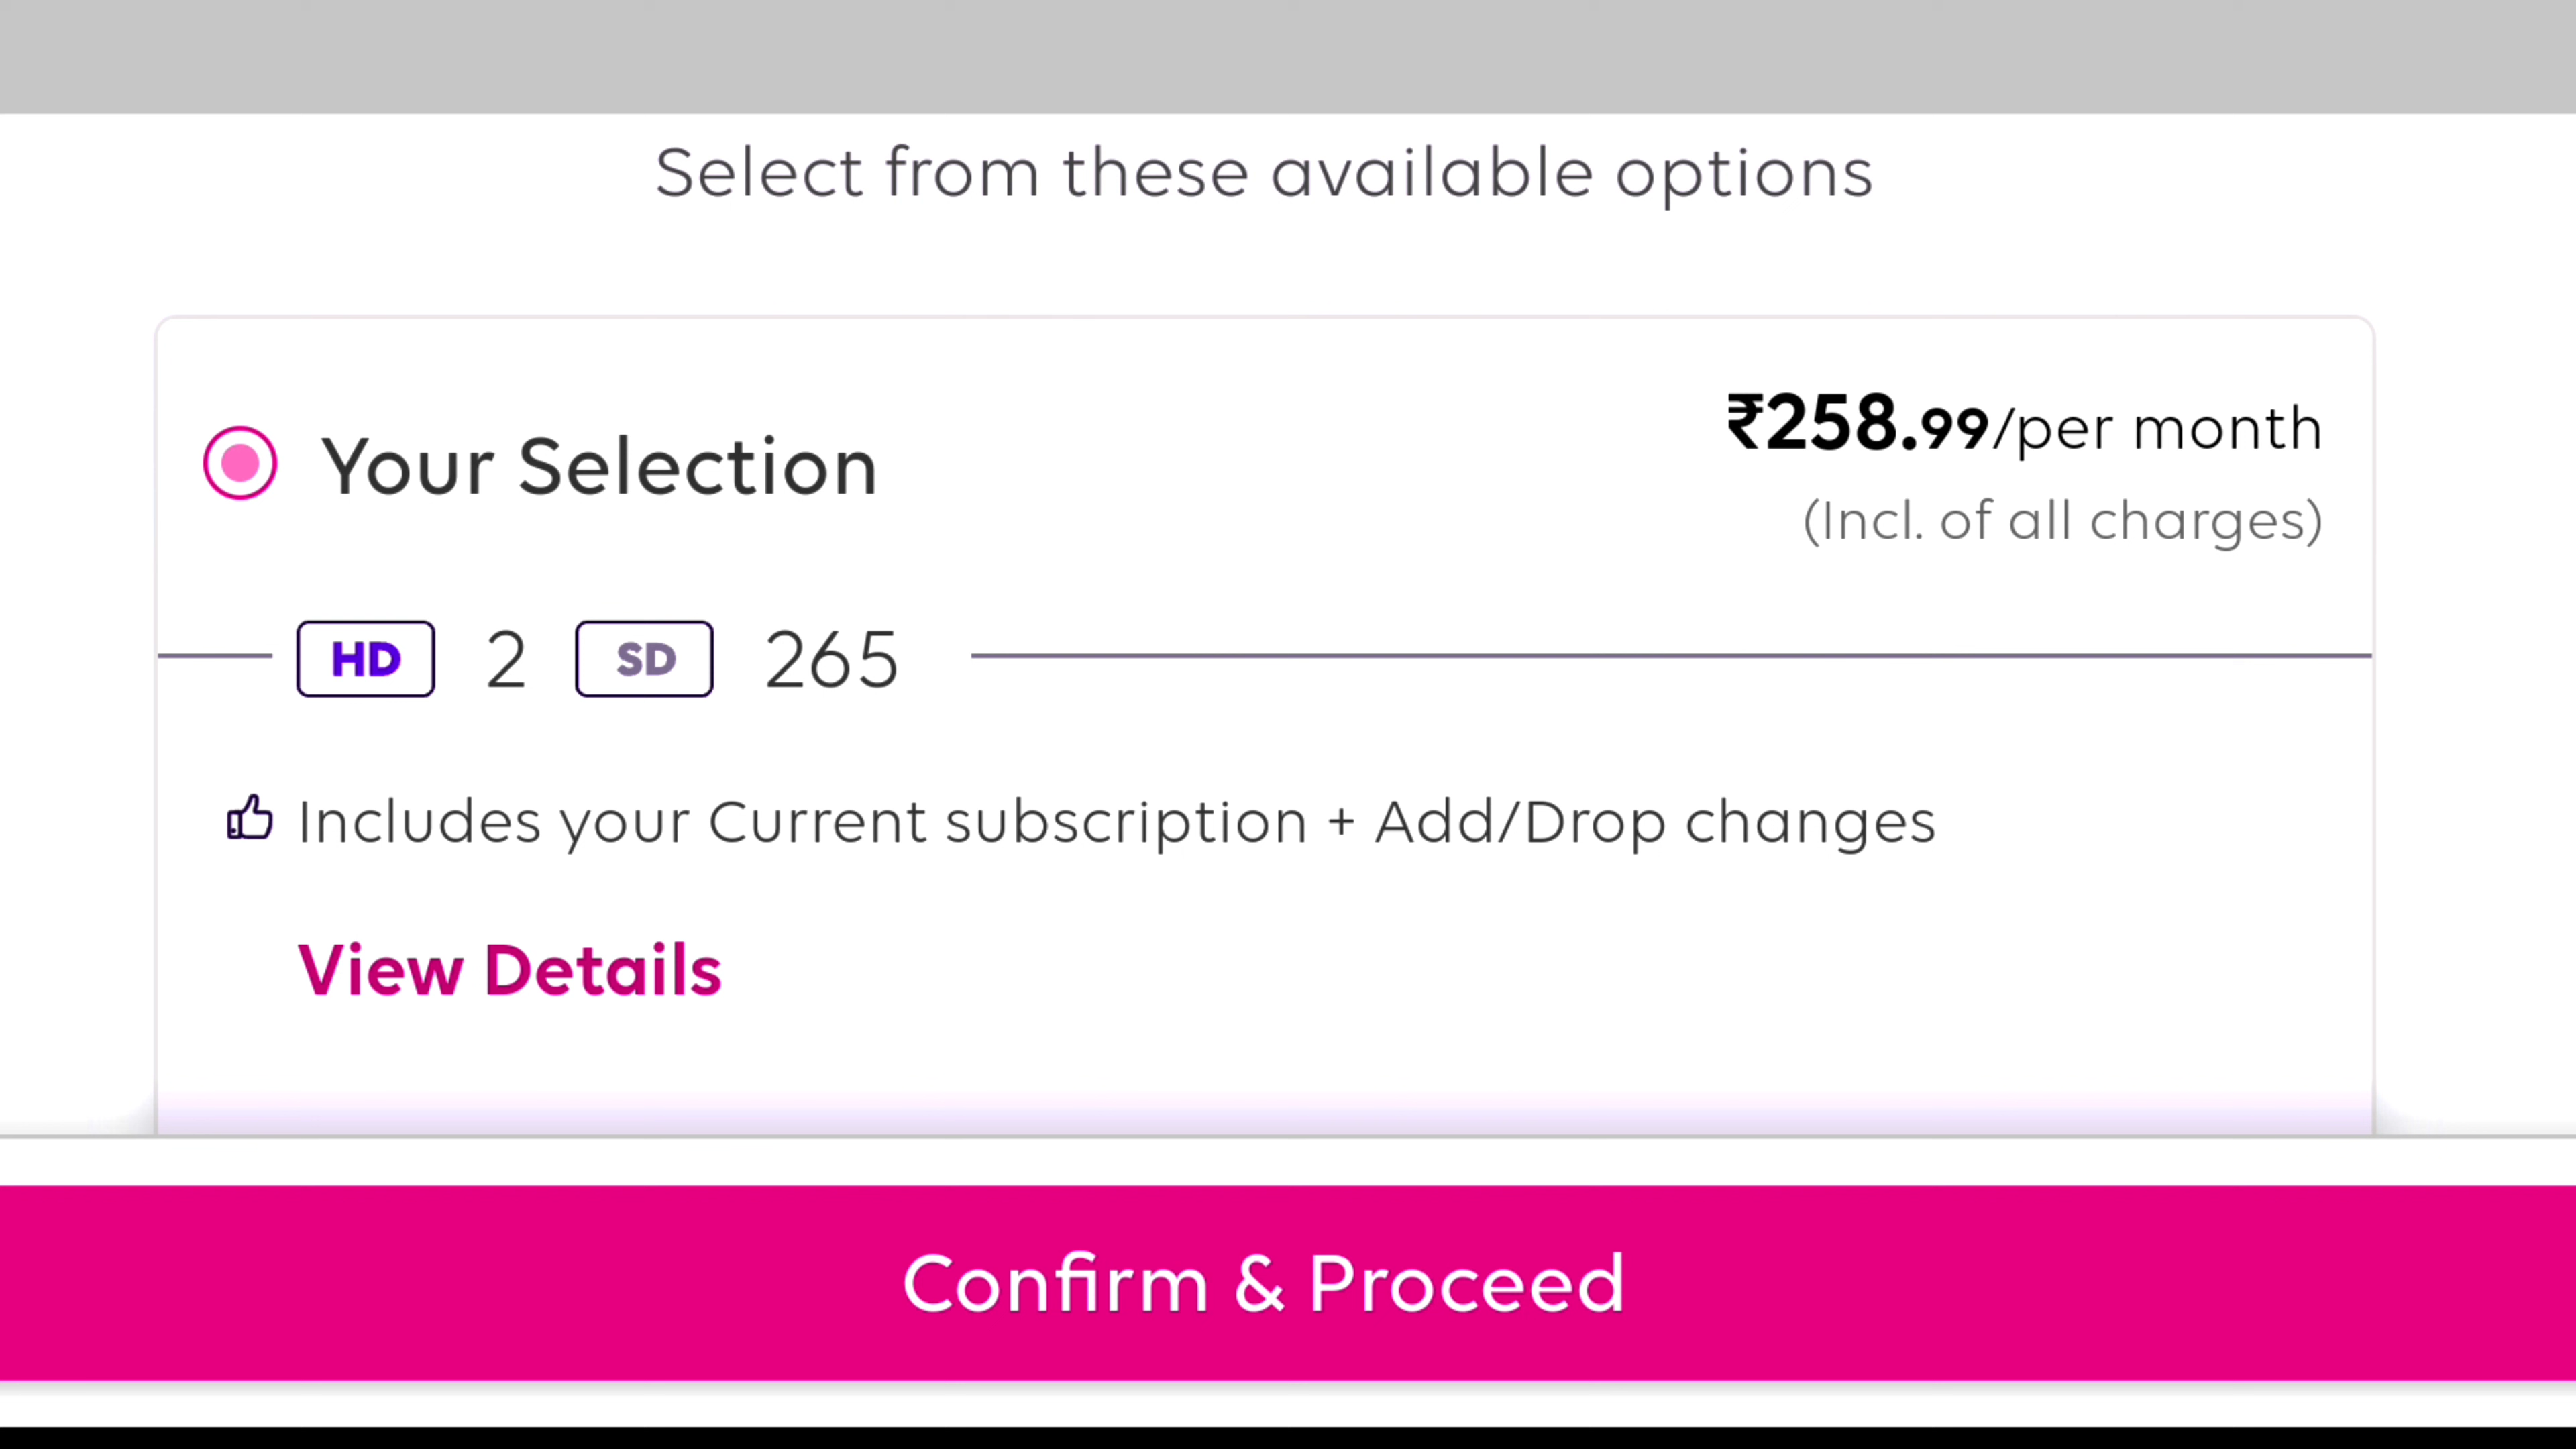 Select from these available options
Your Selection
₹258.99/per month
(Incl. of all charges)
HD 2 SD 265
Includes your Current subscription + Add/Drop changes
View Details
Confirm & Proceed